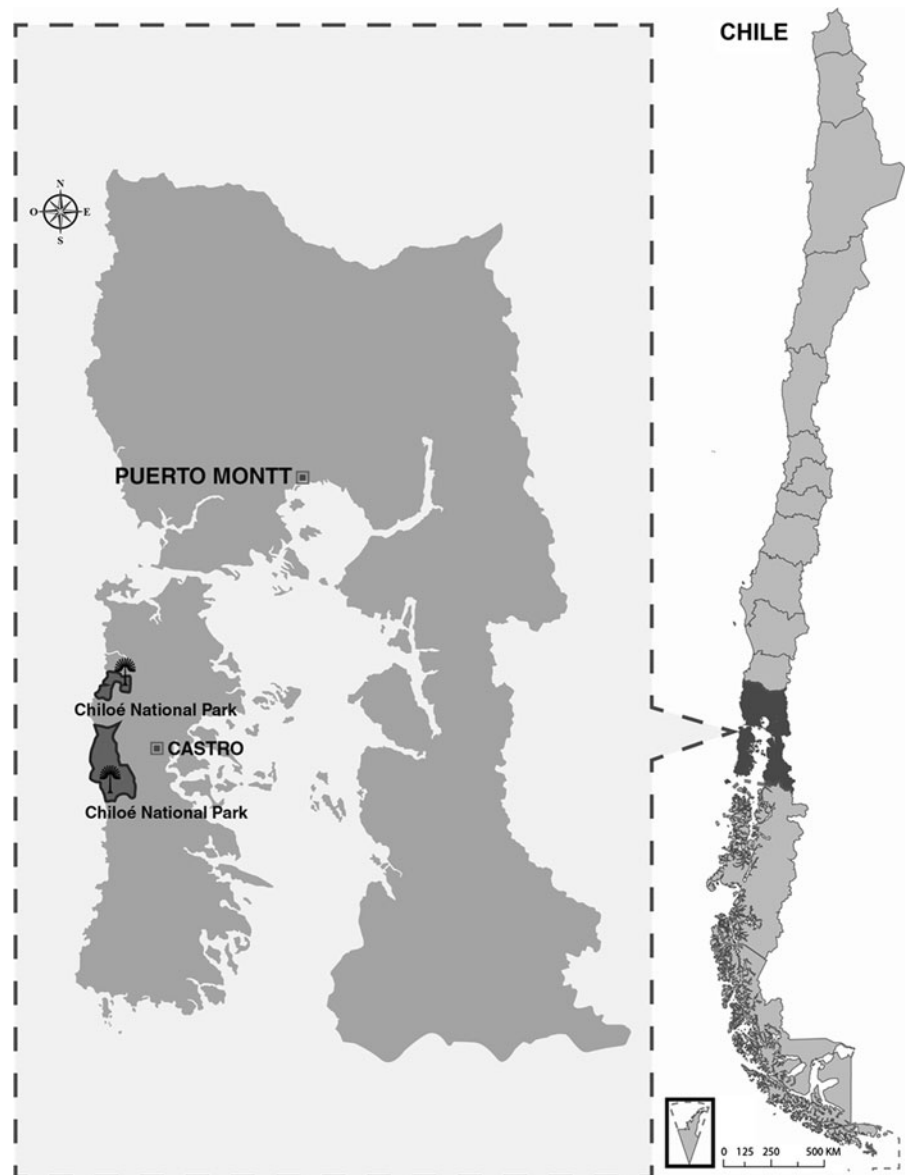 CHILE
N
O E
S
PUERTO MONTT
Chiloé National Park
CASTRO
Chiloé National Park
0 125 250 500 KM